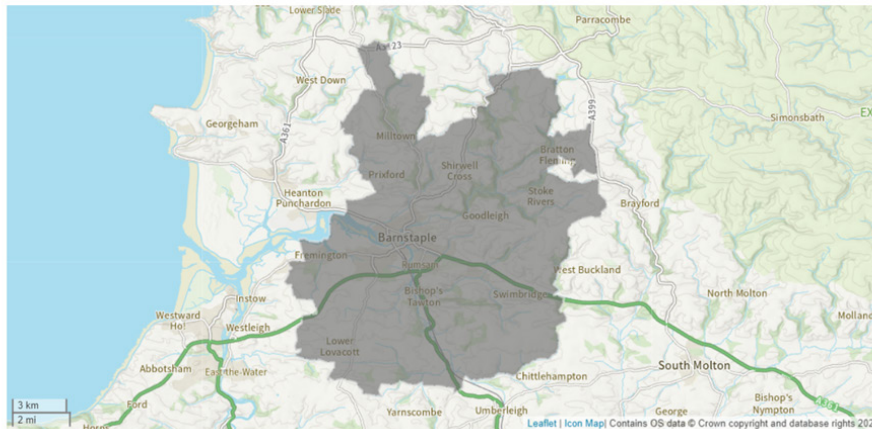 Lower Slade
Parracombe
A3123
West Down
A399
Simonsbath
EX
Georgeham
A361
Milltown
Bratton
Fleming
Shirwell
Cross
Prixford
Heanton
Punchardon
Stoke
Rivers
Brayford
Goodleigh
Barnstaple
Fremington
Rumsam
West Buckland
Bishop's
Tawton
Swimbridge
North Molton
Instow
Westward
Ho!
Westleigh
Molland
Lower
Lovacott
Abbotsham
East-the-Water
South Molton
Chittlehampton
3 km
Ford
2 mi
Yarnscombe
Umberleigh
George
Bishop's
Nympton
A361
Leaflet | Icon Map| Contains OS data © Crown copyright and database rights 202